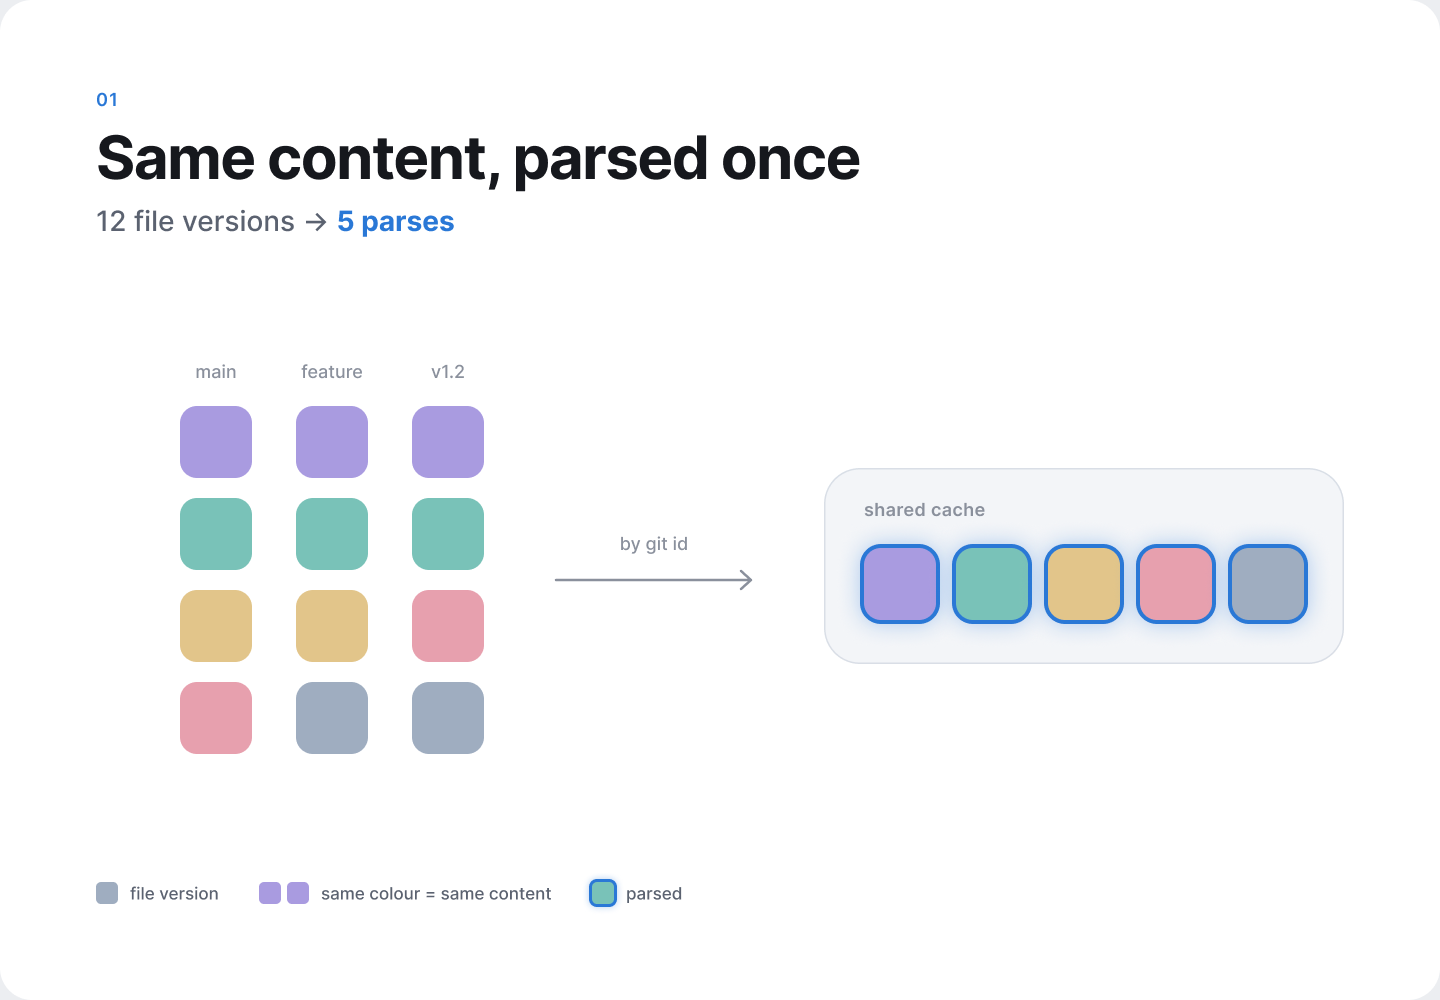 01
Same content, parsed once
12 file versions → 5 parses
main feature v1.2
by git id
shared cache
file version same colour = same content parsed